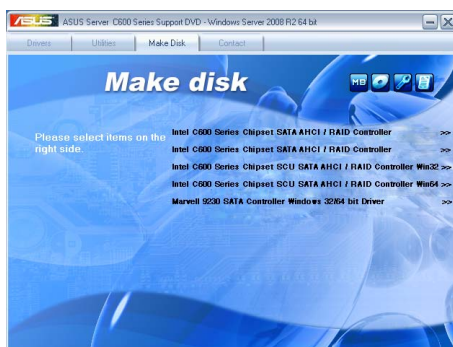 ASUS
ASUS Server C600 Series Support DVD - Windows Server 2008 R2 64 bit
Drivers
Utilities
Make Disk
Contact
Make disk
MB
Please select items on the right side.
Intel C600 Series Chipset SATA AHCI / RAID Controller >>
Intel C600 Series Chipset SATA AHCI / RAID Controller >>
Intel C600 Series Chipset SCU SATA AHCI / RAID Controller Win32 >>
Intel C600 Series Chipset SCU SATA AHCI / RAID Controller Win64 >>
Marvell 9230 SATA Controller Windows 32/64 bit Driver >>